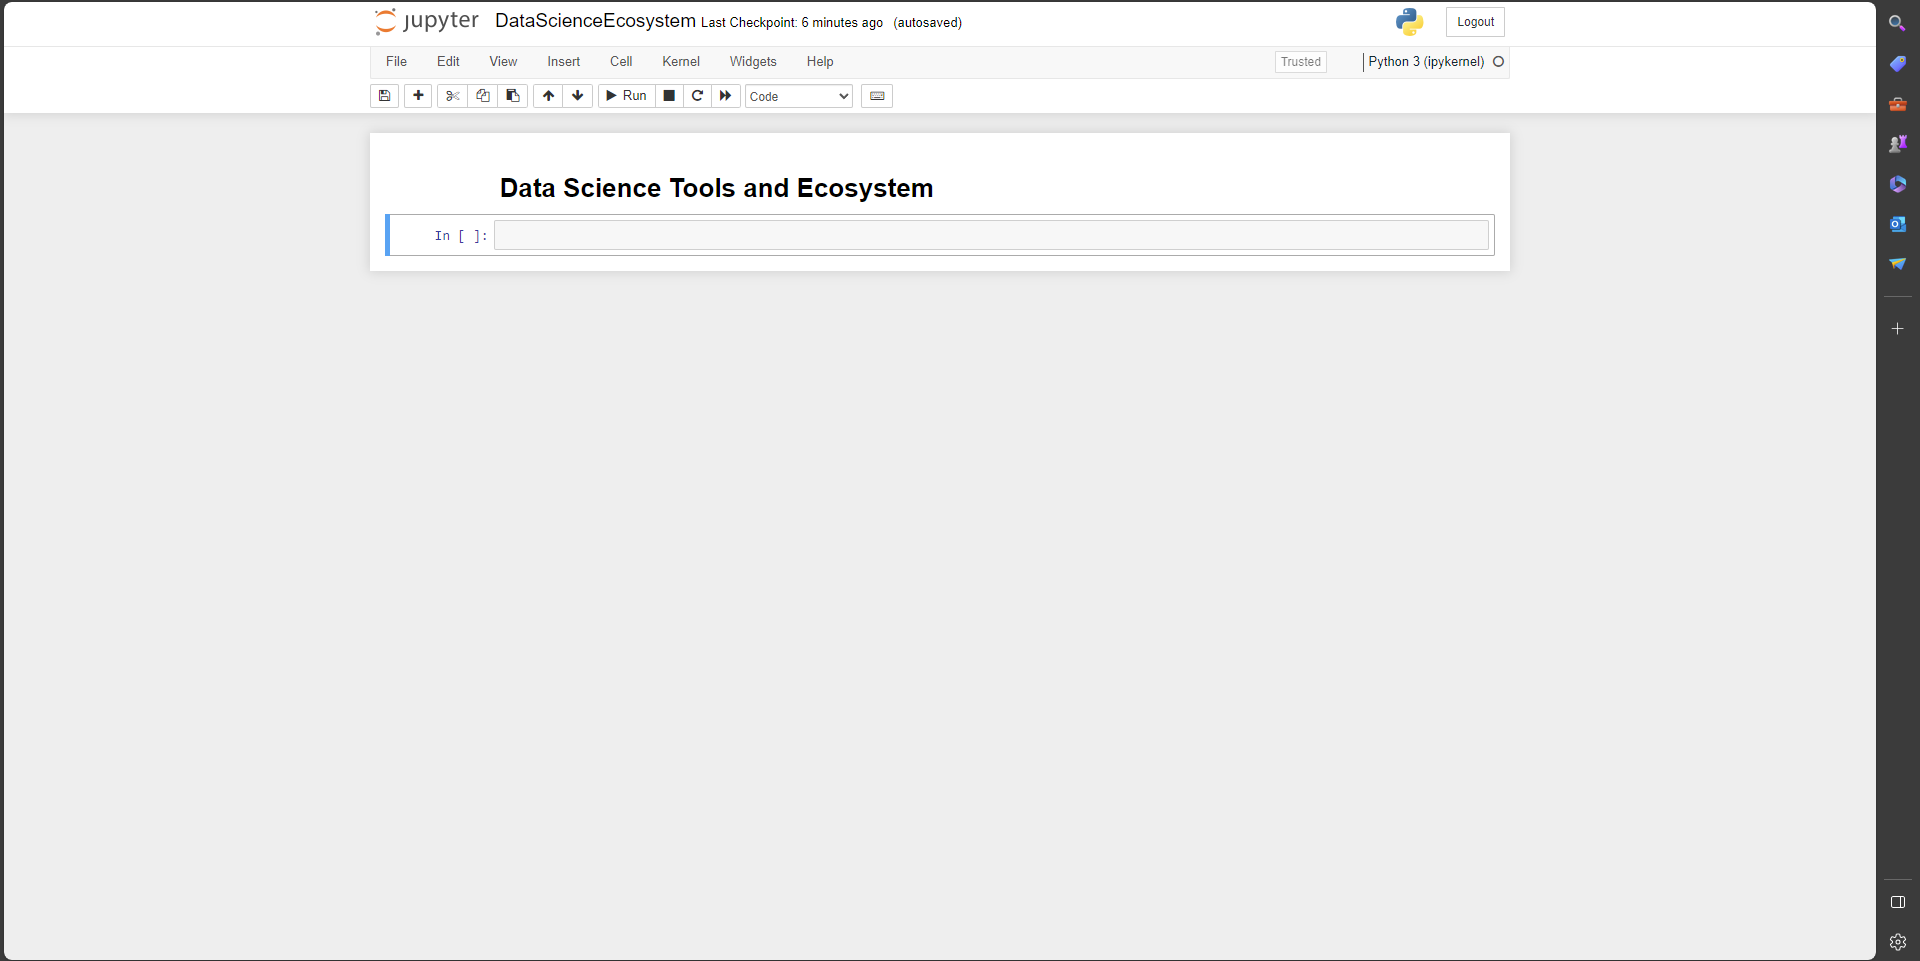 jupyter DataScienceEcosystem Last Checkpoint: 6 minutes ago (autosaved) Logout
File Edit View Insert Cell Kernel Widgets Help Trusted Python 3 (ipykernel)
Run Code
Data Science Tools and Ecosystem
In [ ]: